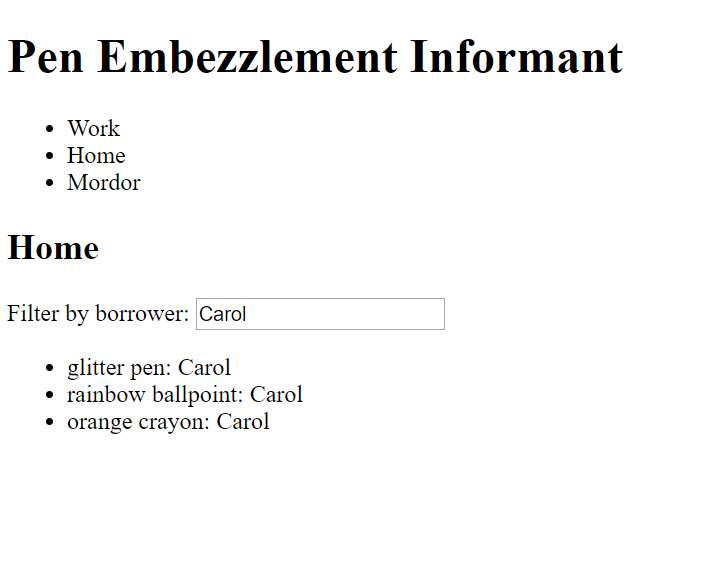 Pen Embezzlement Informant
Work
Home
Mordor
Home
Filter by borrower: Carol
glitter pen: Carol
rainbow ballpoint: Carol
orange crayon: Carol